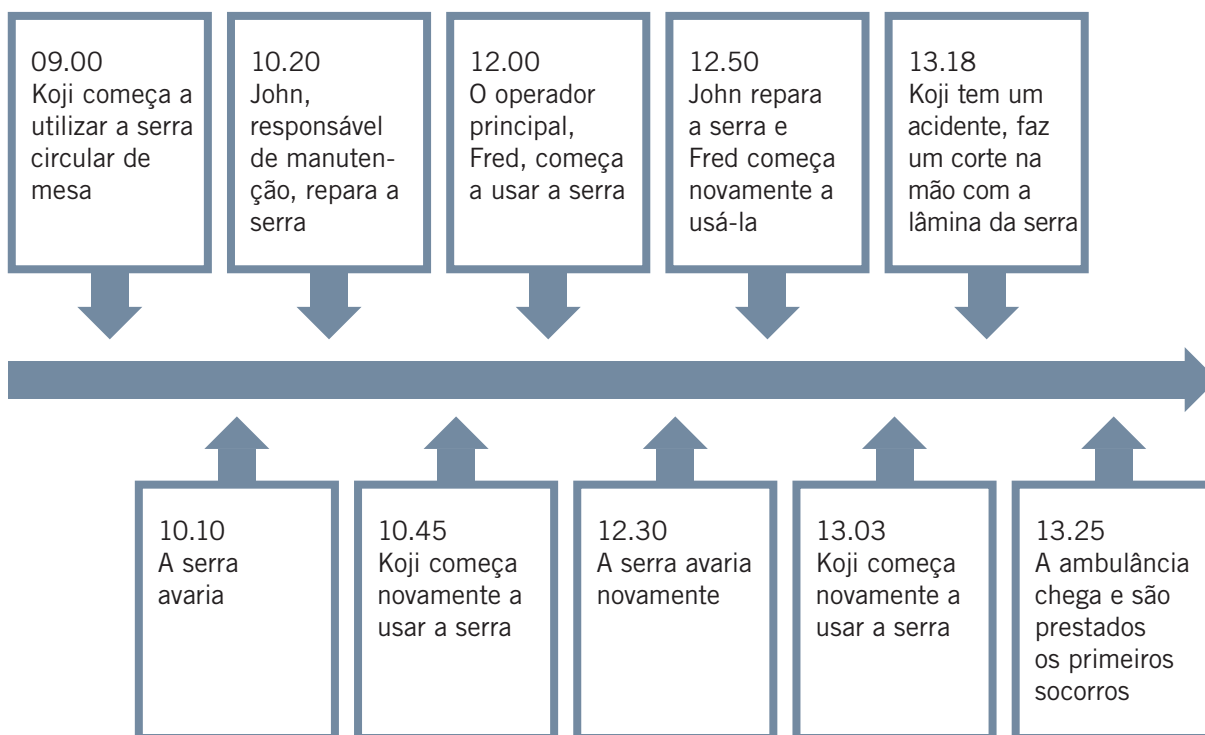 09.00
Koji começa a
utilizar a serra
circular de
mesa
10.20
John,
responsável
de manuten-
ção, repara a
serra
12.00
O operador
principal,
Fred, começa
a usar a serra
12.50
John repara
a serra e
Fred começa
novamente a
usá-la
13.18
Koji tem um
acidente, faz
um corte na
mão com a
lâmina da serra
10.10
A serra
avaria
10.45
Koji começa
novamente a
usar a serra
12.30
A serra avaria
novamente
13.03
Koji começa
novamente a
usar a serra
13.25
A ambulância
chega e são
prestados
os primeiros
socorros